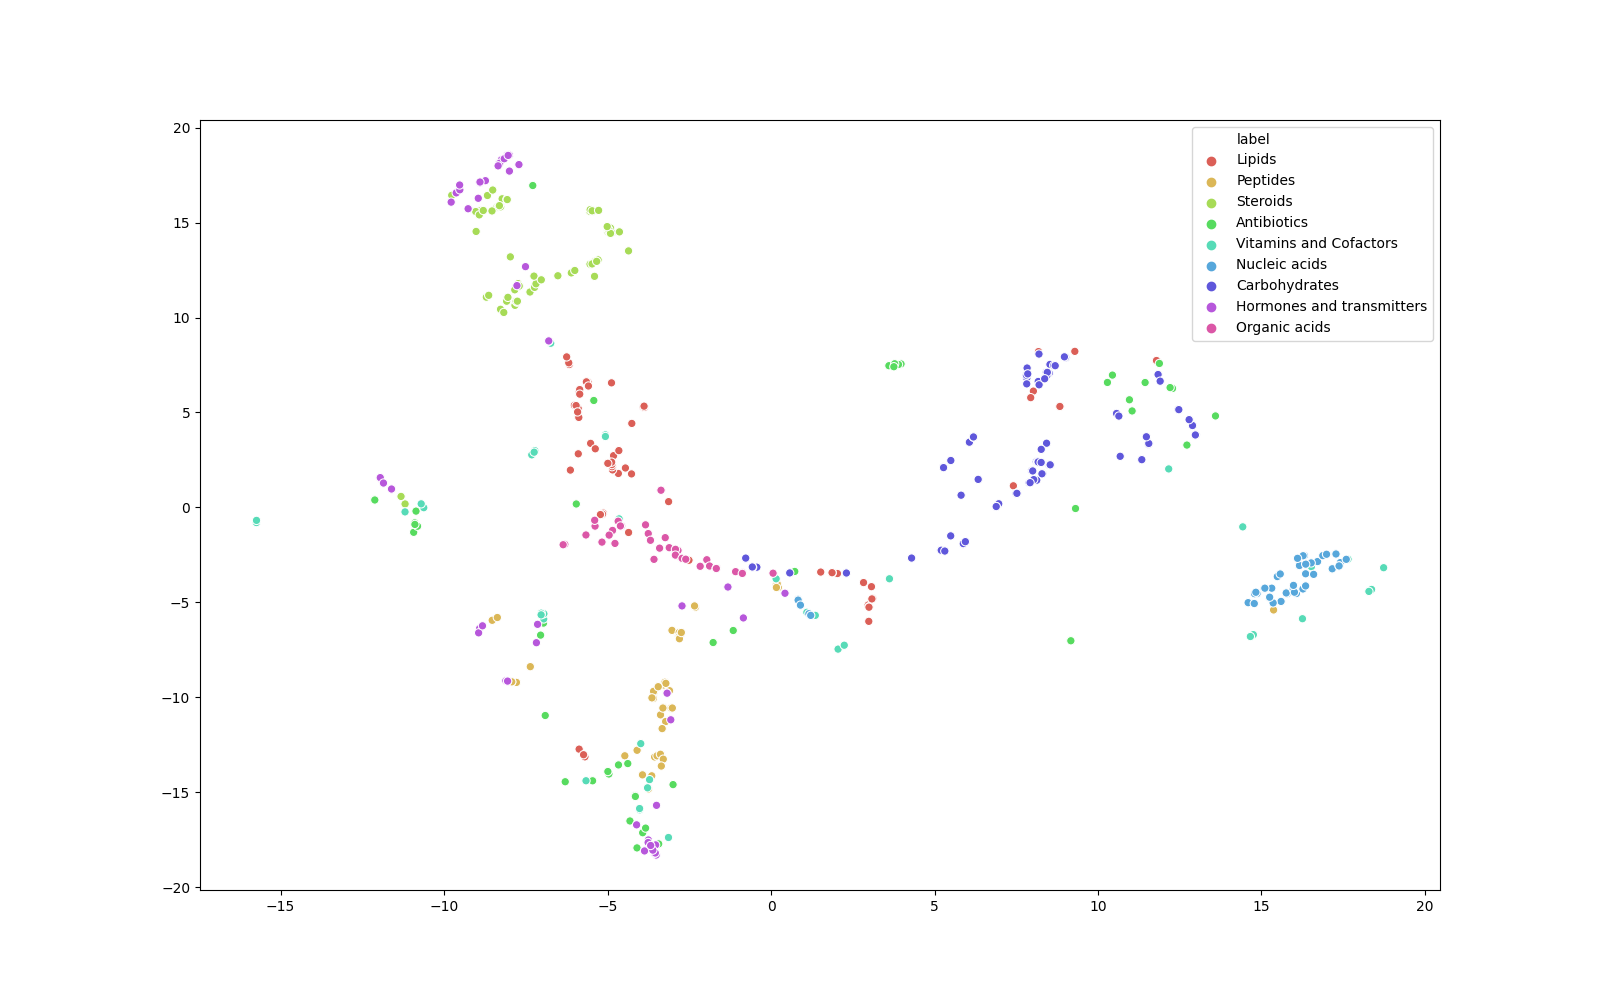 label
Lipids
Peptides
Steroids
Antibiotics
Vitamins and Cofactors
Nucleic acids
Carbohydrates
Hormones and transmitters
Organic acids
20
15
10
5
0
−5
−10
−15
−20
−15 −10 −5 0 5 10 15 20